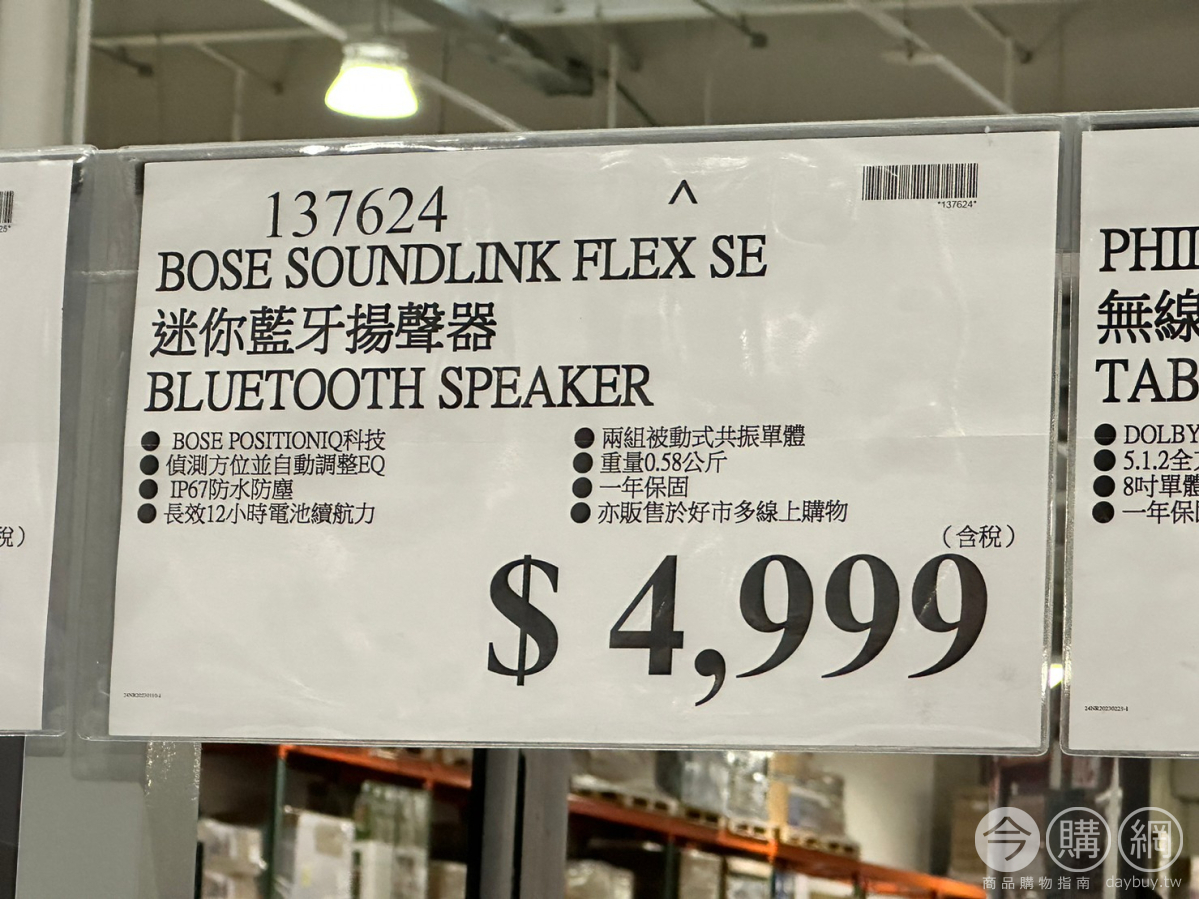 137624
^
*137624*
BOSE SOUNDLINK FLEX SE
迷你藍牙揚聲器
BLUETOOTH SPEAKER
● BOSE POSITIONIQ科技
● 偵測方位並自動調整EQ
● IP67防水防塵
● 長效12小時電池續航力
● 兩組被動式共振單體
● 重量0.58公斤
● 一年保固
● 亦販售於好市多線上購物
(含稅)
$ 4,999
稅)
PHI
無線
TAB
● DOLBY
● 5.1.2全
● 8吋單體
● 一年保固
24NR20230223-4
今購網
商品購物指南 daybuy.tw